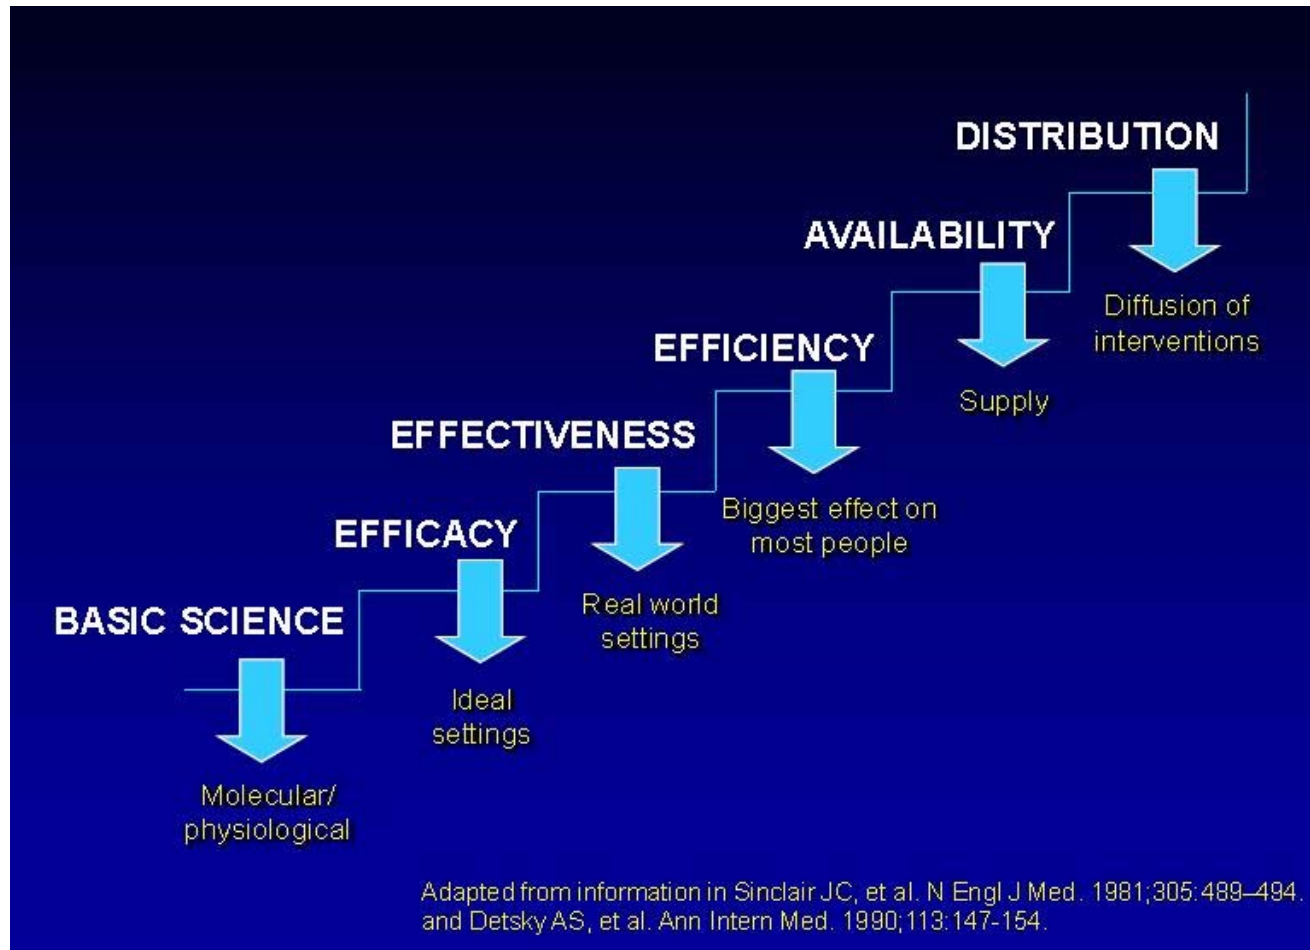 DISTRIBUTION
Diffusion of
interventions
AVAILABILITY
Supply
EFFICIENCY
Biggest effect on
most people
EFFECTIVENESS
Real world
settings
EFFICACY
Ideal
settings
BASIC SCIENCE
Molecular/
physiological
Adapted from information in Sinclair JC, et al. N Engl J Med. 1981;305:489–494.
and Detsky AS, et al. Ann Intern Med. 1990;113:147-154.